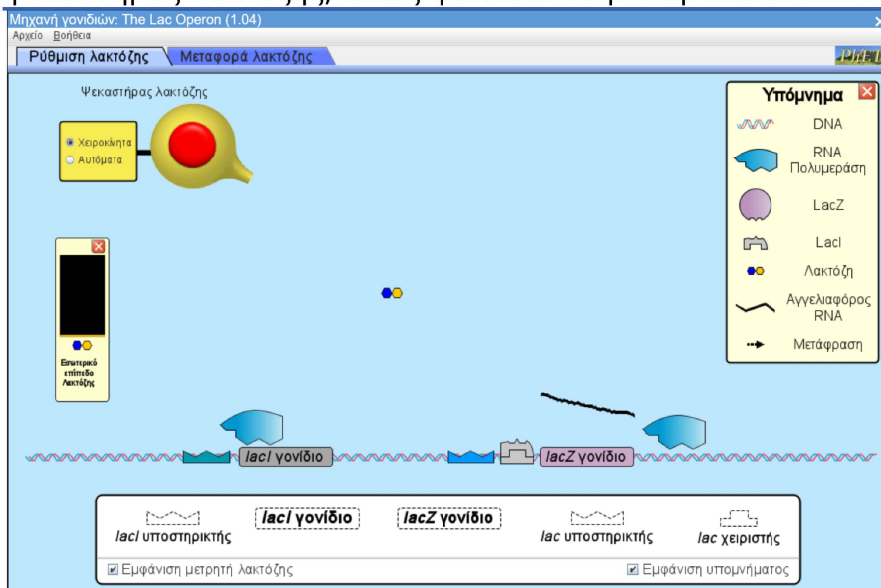 Μηχανή γονιδιών: The Lac Operon (1.04)
Αρχείο Βοήθεια
Ρύθμιση λακτόζης Μεταφορά λακτόζης
PhET
Ψεκαστήρας λακτόζης
Χειροκίνητα
Αυτόματα
Εσωτερικό
επίπεδο
Λακτόζης
Υπόμνημα
DNA
RNA
Πολυμεράση
LacZ
LacI
Λακτόζη
Αγγελιαφόρος
RNA
Μετάφραση
lacI γονίδιο
lacZ γονίδιο
lacI υποστηρικτής
lacI γονίδιο
lacZ γονίδιο
lac υποστηρικτής
lac χειριστής
Εμφάνιση μετρητή λακτόζης
Εμφάνιση υπομνήματος